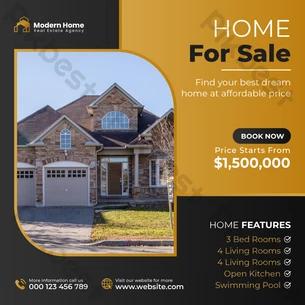 Modern Home
Real Estate Agency
HOME
For Sale
Find your best dream
home at affordable price
BOOK NOW
Price Starts From
$1,500,000
HOME FEATURES
3 Bed Rooms
4 Living Rooms
4 Living Rooms
Open Kitchen
Swimming Pool
More information call us
000 123 456 789
Visit our website
www.website.com